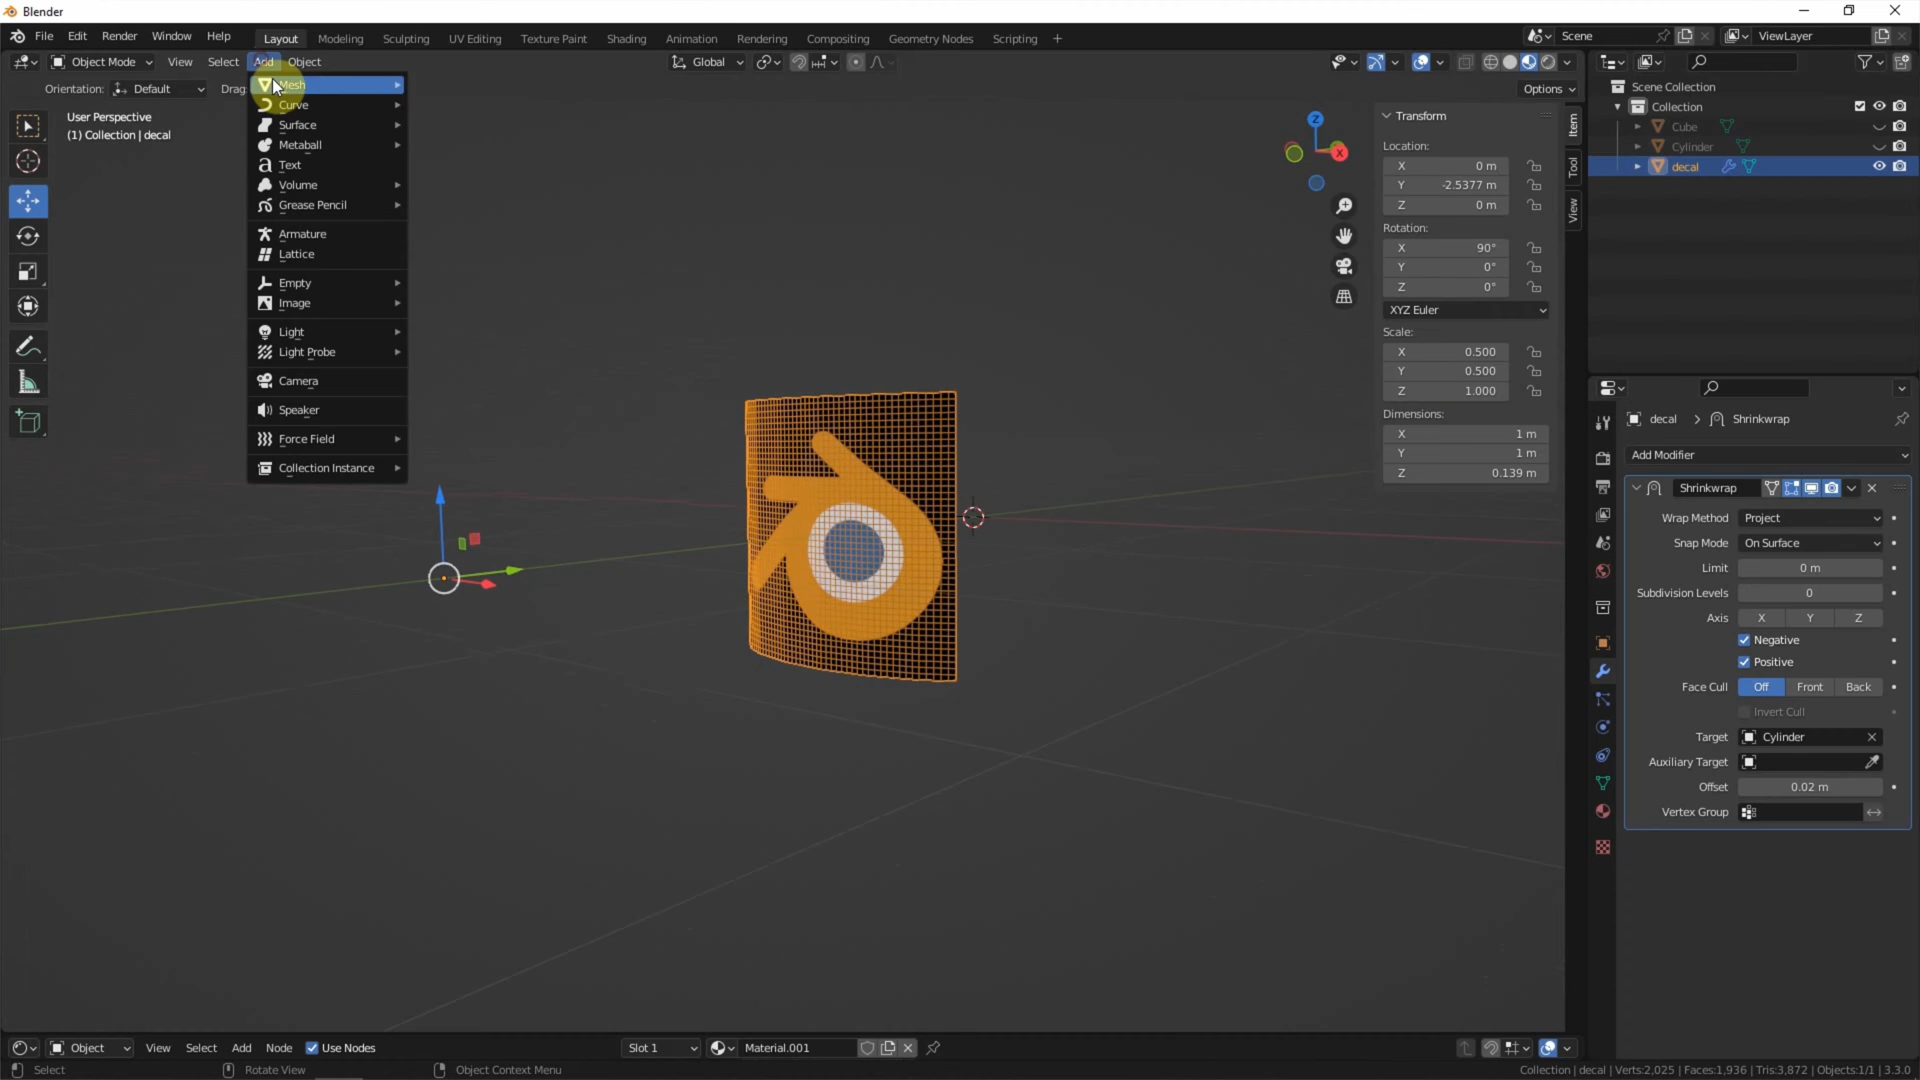 Blender
File Edit Render Window Help Layout Modeling Sculpting UV Editing Texture Paint Shading Animation Rendering Compositing Geometry Nodes Scripting + Scene ViewLayer
Object Mode View Select Add Object Global
Orientation: Default Drag: Options
User Perspective
(1) Collection | decal
Mesh
Curve
Surface
Metaball
Text
Volume
Grease Pencil
Armature
Lattice
Empty
Image
Light
Light Probe
Camera
Speaker
Force Field
Collection Instance
Z
X
Transform
Location:
X 0 m
Y -2.5377 m
Z 0 m
Rotation:
X 90°
Y 0°
Z 0°
XYZ Euler
Scale:
X 0.500
Y 0.500
Z 1.000
Dimensions:
X 1 m
Y 1 m
Z 0.139 m
Item
Tool
View
Scene Collection
Collection
Cube
Cylinder
decal
decal > Shrinkwrap
Add Modifier
Shrinkwrap
Wrap Method Project
Snap Mode On Surface
Limit 0 m
Subdivision Levels 0
Axis X Y Z
Negative
Positive
Face Cull Off Front Back
Invert Cull
Target Cylinder
Auxiliary Target
Offset 0.02 m
Vertex Group
Object View Select Add Node Use Nodes Slot 1 Material.001
Select Rotate View Object Context Menu Collection | decal | Verts:2,025 | Faces:1,936 | Tris:3,872 | Objects:1/1 | 3.3.0